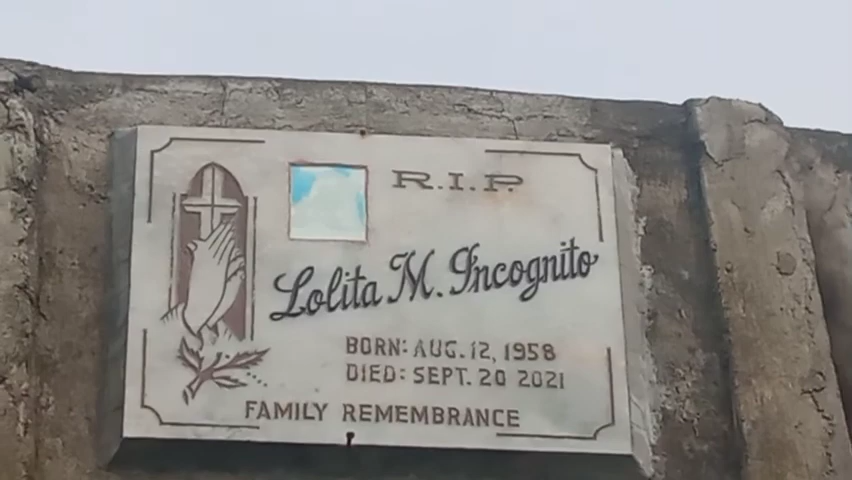 R.I.P.
Lolita M. Incognito
BORN: AUG. 12, 1958
DIED: SEPT. 20 2021
FAMILY REMEMBRANCE